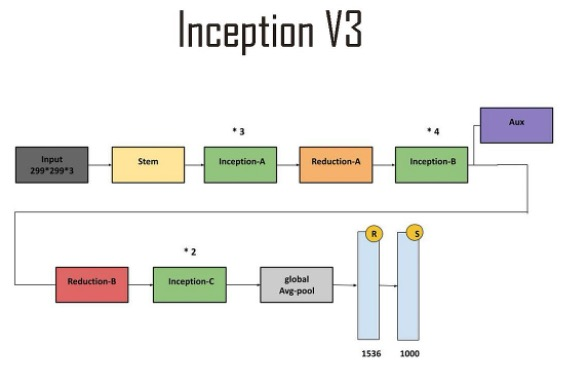 Inception V3
* 3
* 4
Aux
Input
299*299*3
Stem
Inception-A
Reduction-A
Inception-B
* 2
R
S
Reduction-B
Inception-C
global
Avg-pool
1536
1000